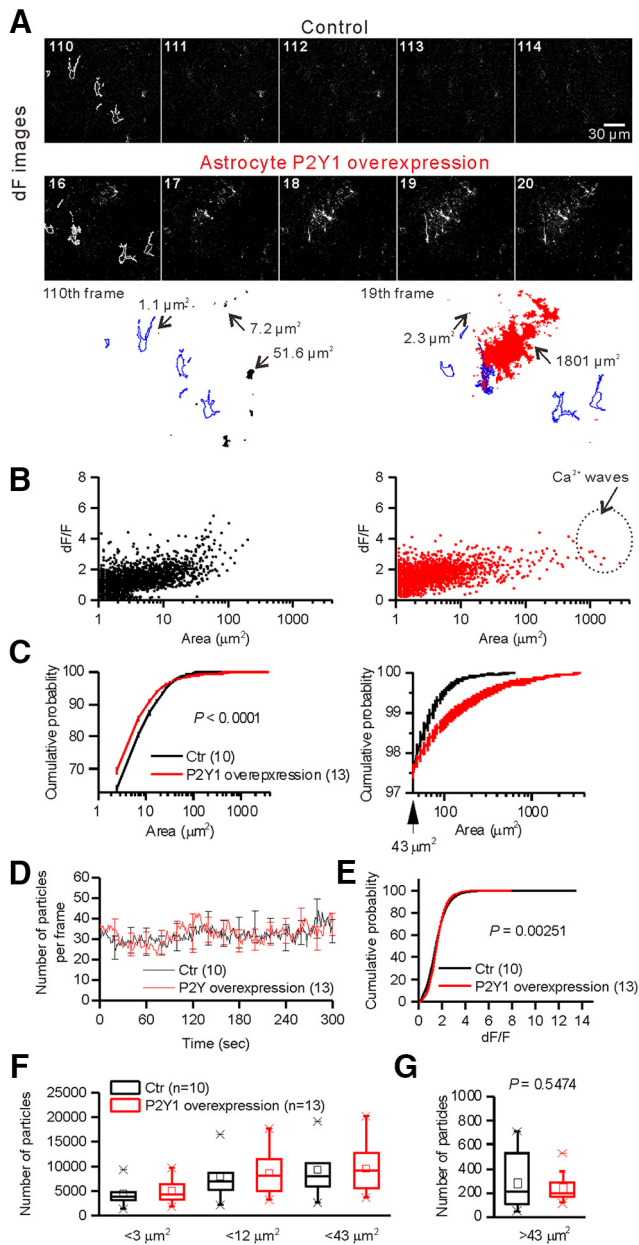 A
Control
dF images
110 111 112 113 114
30 µm
Astrocyte P2Y1 overexpression
16 17 18 19 20
110th frame
1.1 µm²
7.2 µm²
51.6 µm²
19th frame
2.3 µm²
1801 µm²
B
dF/F
8
6
4
2
0
1 10 100 1000
Area (µm²)
dF/F
8
6
4
2
0
1 10 100 1000
Area (µm²)
Ca²⁺ waves
C
Cumulative probablity
100
90
80
70
P < 0.0001
Ctr (10)
P2Y1 overepxression (13)
1 10 100 1000
Area (µm²)
Cumulative probablity
100
99
98
97
100 1000
Area (µm²)
43 µm²
D
Number of particles
per frame
60
50
40
30
20
10
0
Ctr (10)
P2Y overexpression (13)
0 60 120 180 240 300
Time (sec)
E
Cumulative probablity
100
80
60
40
20
0
P = 0.00251
Ctr (10)
P2Y1 overexpression (13)
0 2 4 6 8 10 12 14
dF/F
F
Number of particles
25000
20000
15000
10000
5000
0
Ctr (n=10)
P2Y1 overexpression (n=13)
<3 µm² <12 µm² <43 µm²
G
P = 0.5474
Number of particles
1000
800
600
400
200
0
>43 µm²